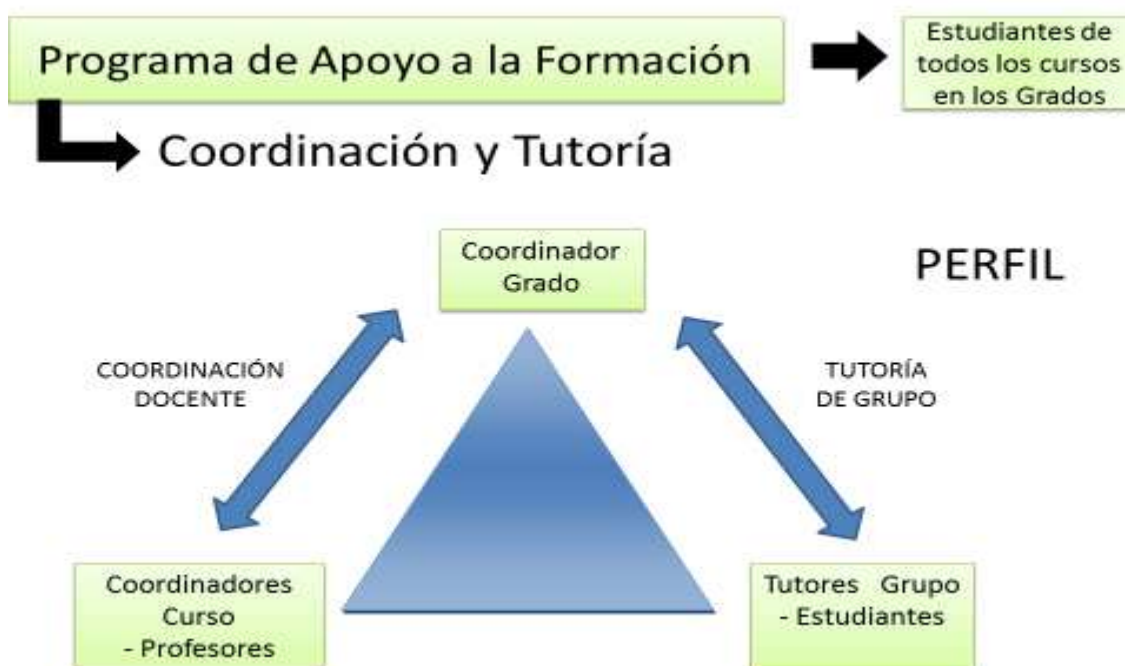 Programa de Apoyo a la Formación
Estudiantes de
todos los cursos
en los Grados
Coordinación y Tutoría
Coordinador
Grado
PERFIL
COORDINACIÓN
DOCENTE
TUTORÍA
DE GRUPO
Coordinadores
Curso
- Profesores
Tutores Grupo
- Estudiantes